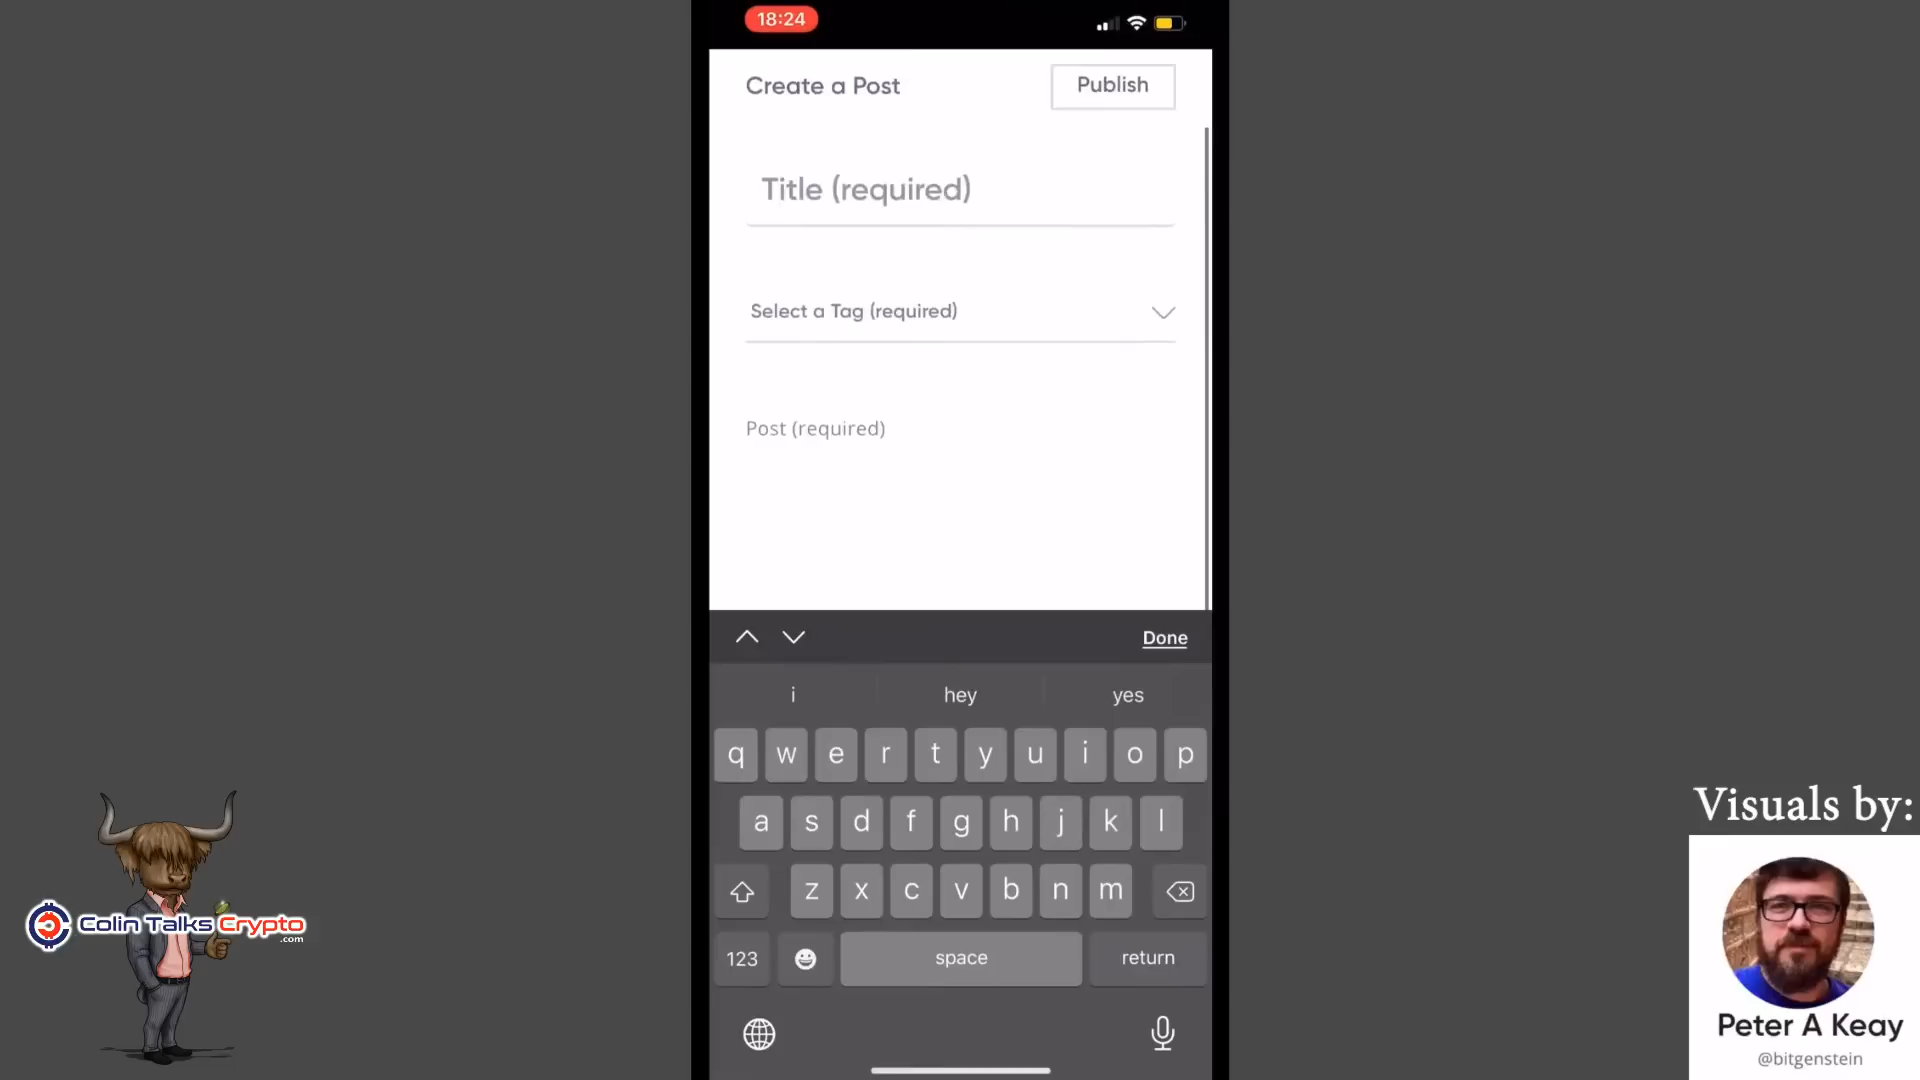 18:24
Create a Post
Publish
Title (required)
Select a Tag (required)
Post (required)
Done
i hey yes
q w e r t y u i o p
a s d f g h j k l
z x c v b n m
123 space return
Colin Talks Crypto
.com
Visuals by:
Peter A Keay
@bitgenstein